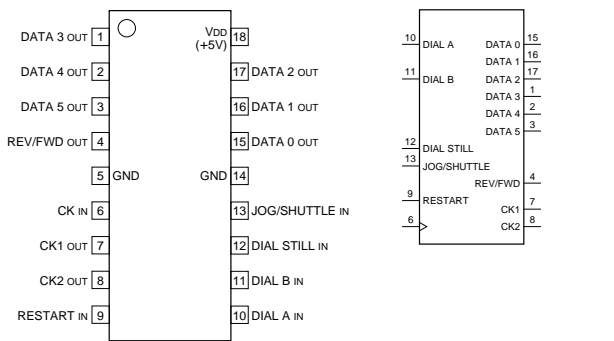 DATA 3 OUT 1 VDD (+5V) 18
DATA 4 OUT 2 17 DATA 2 OUT
DATA 5 OUT 3 16 DATA 1 OUT
REV/FWD OUT 4 15 DATA 0 OUT
5 GND GND 14
CK IN 6 13 JOG/SHUTTLE IN
CK1 OUT 7 12 DIAL STILL IN
CK2 OUT 8 11 DIAL B IN
RESTART IN 9 10 DIAL A IN
10 DIAL A DATA 0 15
DATA 1 16
11 DIAL B DATA 2 17
DATA 3 1
DATA 4 2
DATA 5 3
12 DIAL STILL
13 JOG/SHUTTLE
REV/FWD 4
9 RESTART
CK1 7
6 CK2 8